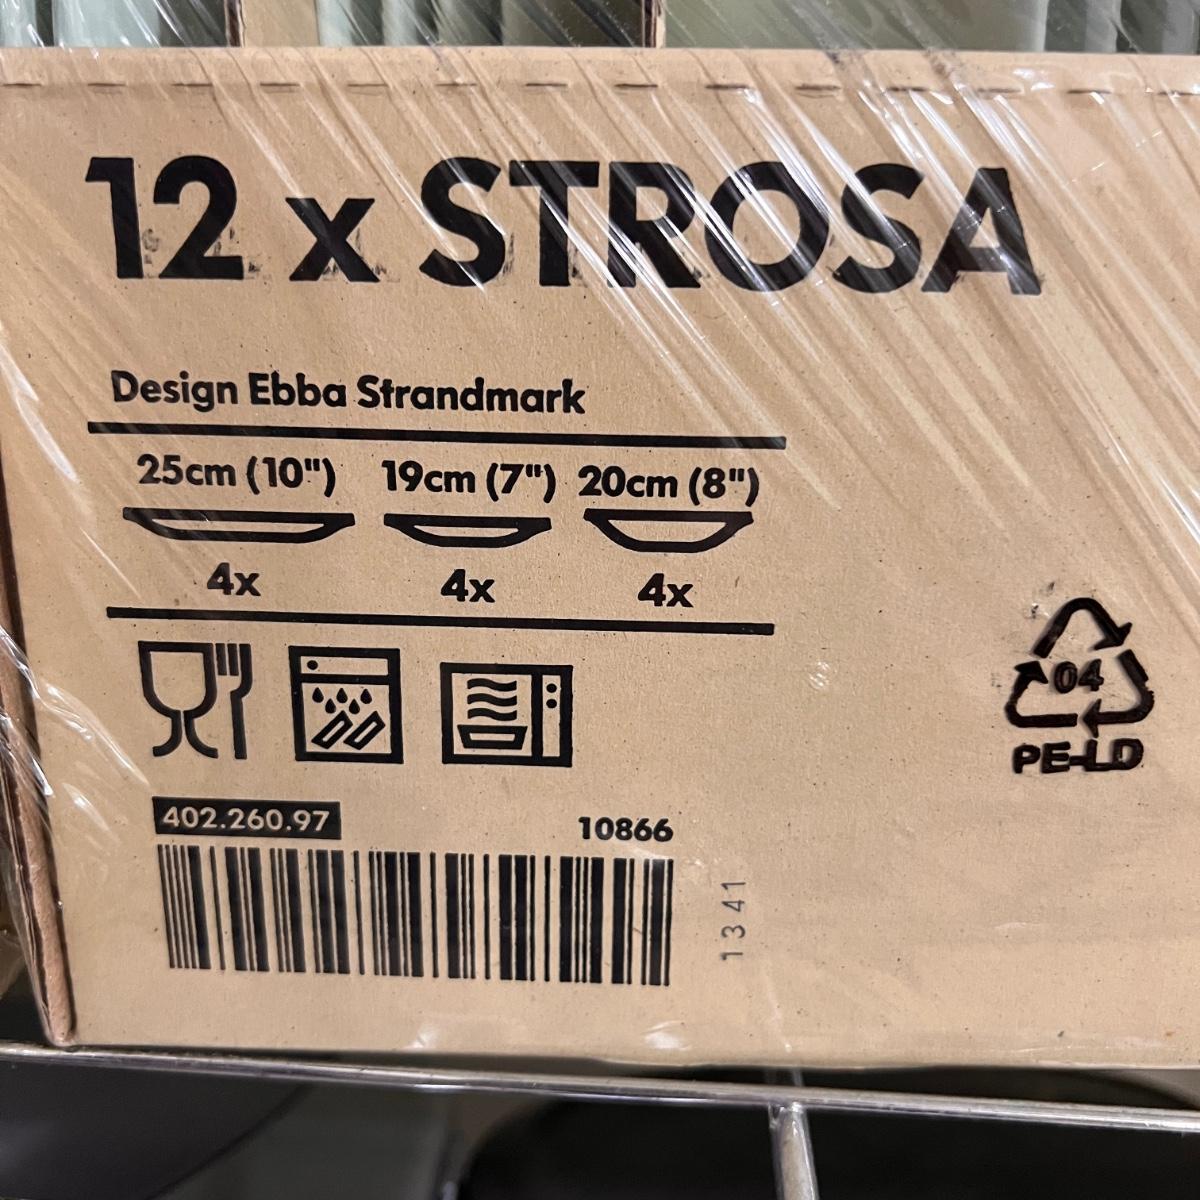 12 x STROSA
Design Ebba Strandmark
25cm (10") 19cm (7") 20cm (8")
4x 4x 4x
04
PE-LD
402.260.97 10866
1341